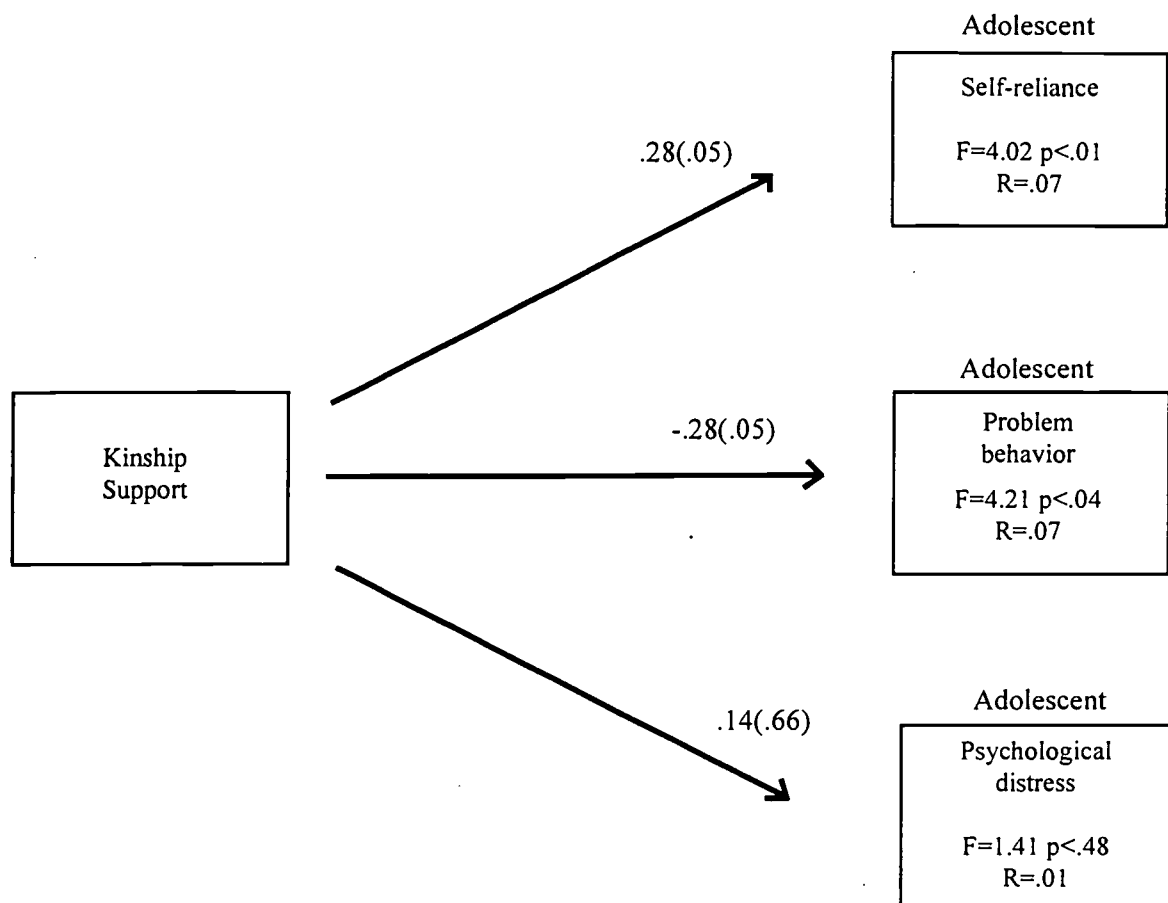 Adolescent
Self-reliance
F=4.02 p<.01
R=.07
.28(.05)
Kinship
Support
-.28(.05)
Adolescent
Problem
behavior
F=4.21 p<.04
R=.07
.14(.66)
Adolescent
Psychological
distress
F=1.41 p<.48
R=.01